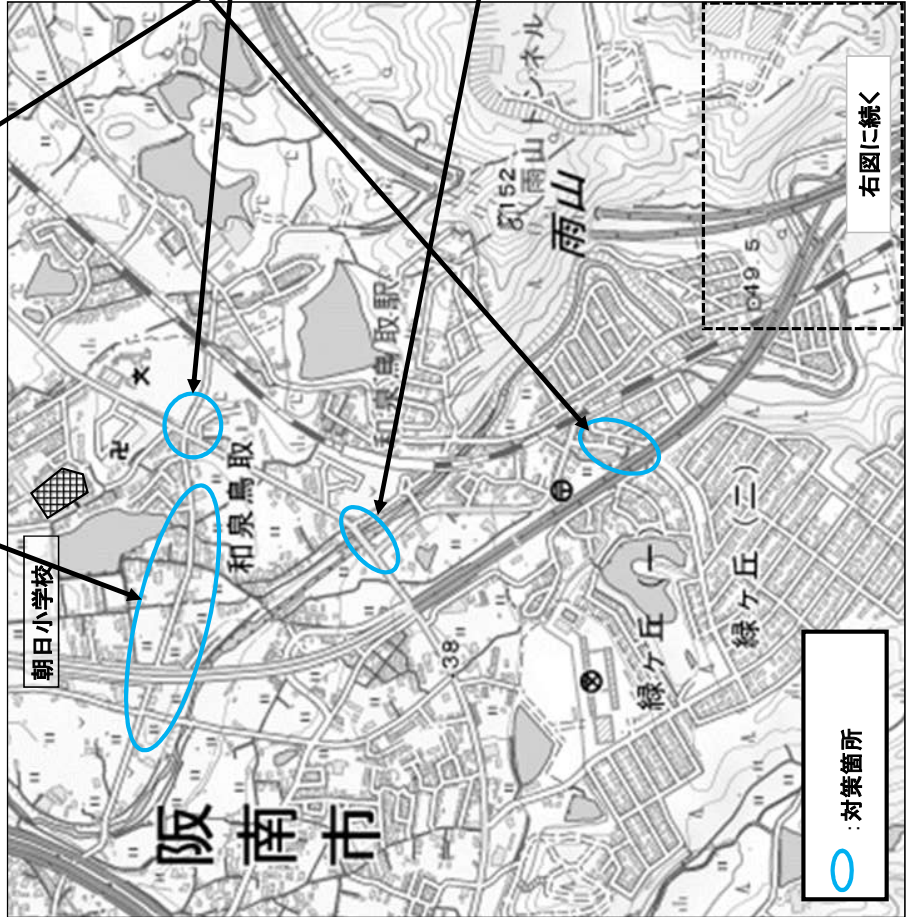 朝日小学校
右図に続く
雨山トンネル
152
雨山
雨山
49.5
和泉鳥取駅
和泉鳥取
38
阪南市
緑ヶ丘(一)
緑ヶ丘(二)
:対策箇所